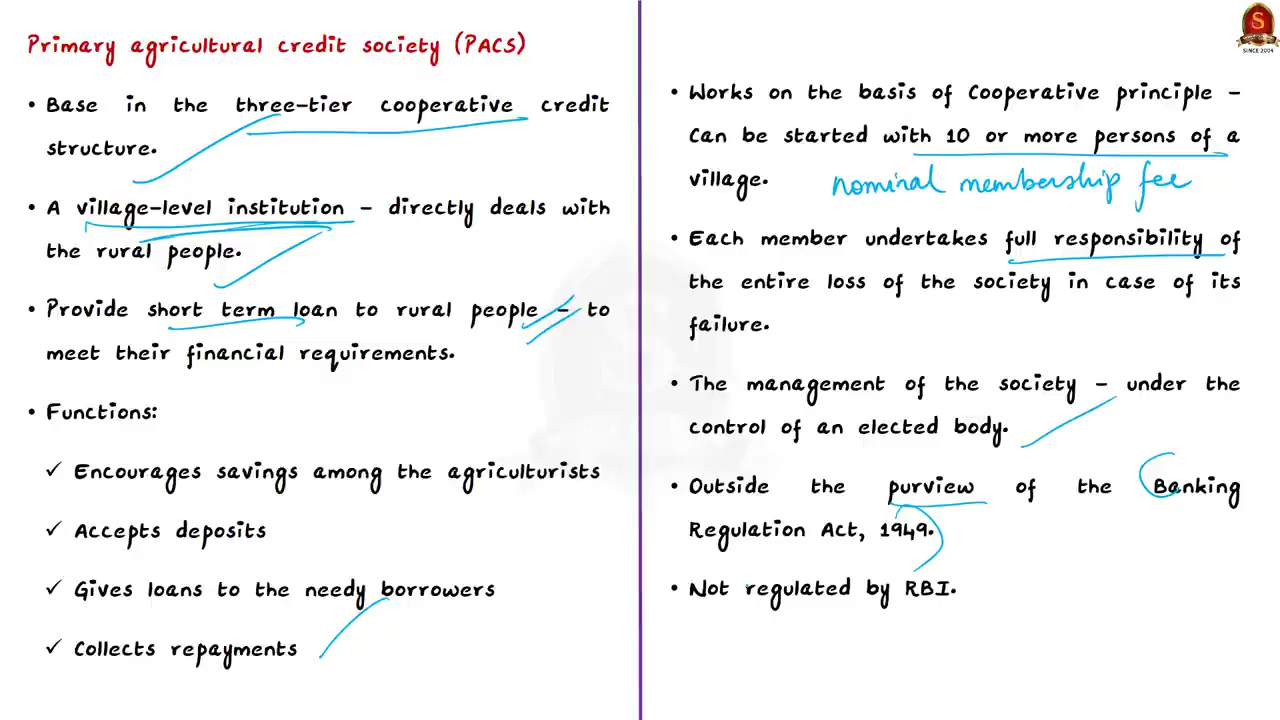 Primary agricultural credit society (PACS)
• Base in the three-tier cooperative credit
structure.
• A village-level institution – directly deals with
the rural people.
• Provide short term loan to rural people – to
meet their financial requirements.
• Functions:
✓ Encourages savings among the agriculturists
✓ Accepts deposits
✓ Gives loans to the needy borrowers
✓ Collects repayments
• Works on the basis of Cooperative principle –
Can be started with 10 or more persons of a
village.
nominal membership fee
• Each member undertakes full responsibility of
the entire loss of the society in case of its
failure.
• The management of the society – under the
control of an elected body.
• Outside the purview of the Banking
Regulation Act, 1949.
• Not regulated by RBI.
S
SINCE 2004